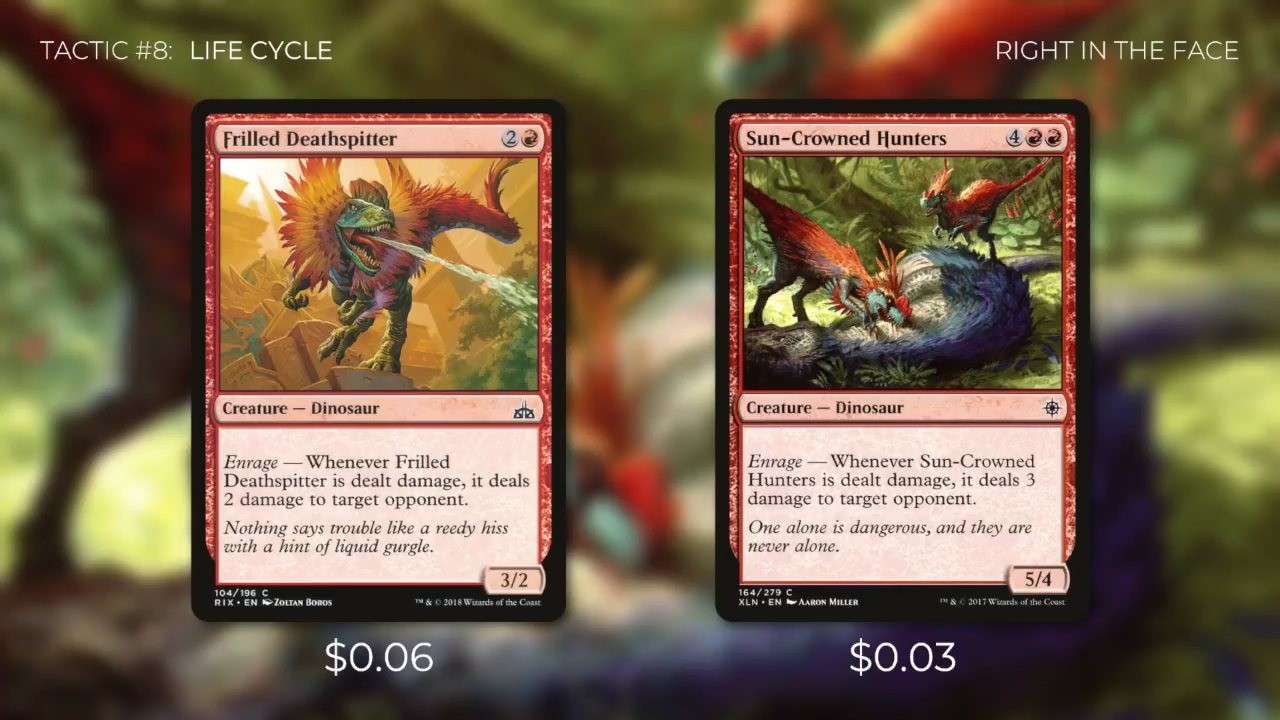 TACTIC #8: LIFE CYCLE
RIGHT IN THE FACE
Frilled Deathspitter 2
Creature — Dinosaur
Enrage — Whenever Frilled
Deathspitter is dealt damage, it deals
2 damage to target opponent.
Nothing says trouble like a reedy hiss
with a hint of liquid gurgle.
3/2
104/196 C
RIX • EN Zoltan Boros
™ & © 2018 Wizards of the Coast
$0.06
Sun-Crowned Hunters 4
Creature — Dinosaur
Enrage — Whenever Sun-Crowned
Hunters is dealt damage, it deals 3
damage to target opponent.
One alone is dangerous, and they are
never alone.
5/4
164/279 C
XLN • EN Aaron Miller
™ & © 2017 Wizards of the Coast
$0.03